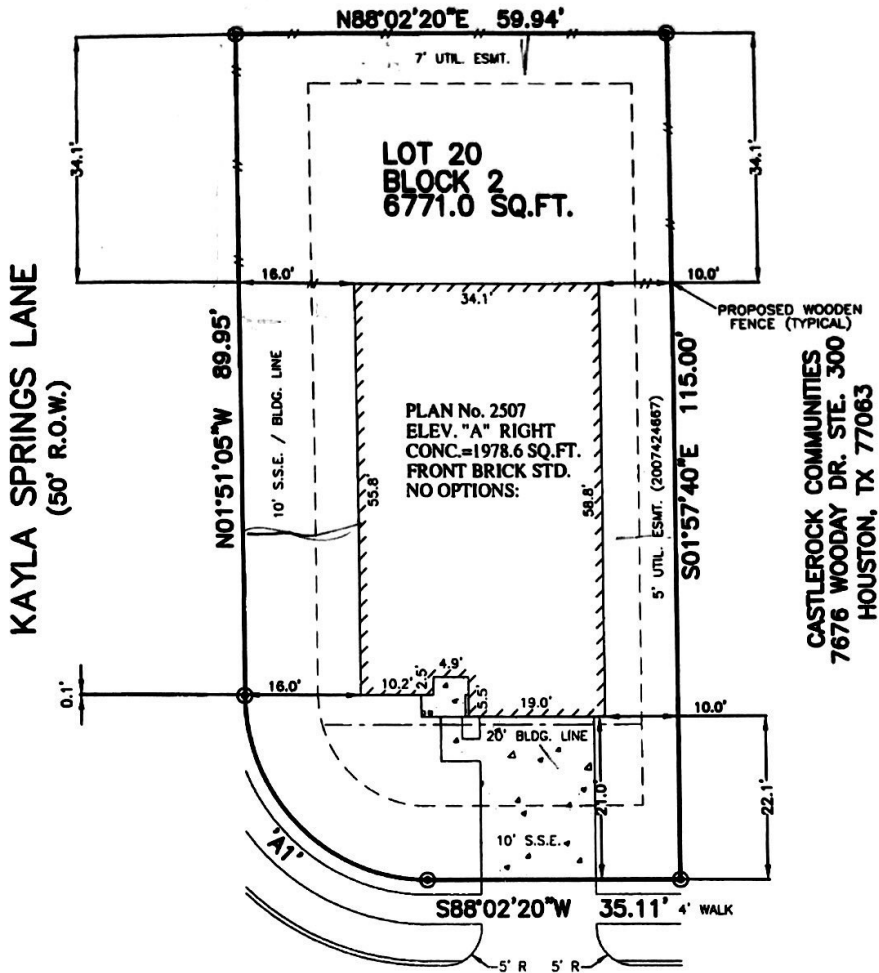 N88°02'20"E 59.94'
7' UTIL. ESMT.
34.1'
34.1'
LOT 20
BLOCK 2
6771.0 SQ.FT.
16.0'
10.0'
34.1'
PROPOSED WOODEN
FENCE (TYPICAL)
KAYLA SPRINGS LANE
(50' R.O.W.)
N01°51'05"W 89.95'
10' S.S.E. / BLDG. LINE
55.8'
PLAN No. 2507
ELEV. "A" RIGHT
CONC.=1978.6 SQ.FT.
FRONT BRICK STD.
NO OPTIONS:
58.8'
5' UTIL. ESMT. (2007424667)
S01°57'40"E 115.00'
CASTLEROCK COMMUNITIES
7676 WOODAY DR. STE. 300
HOUSTON, TX 77063
0.1'
16.0'
10.2'
2.5'
4.9'
5.5'
19.0'
10.0'
20' BLDG. LINE
21.0'
22.1'
10' S.S.E.
'A1'
S88°02'20"W 35.11'
4' WALK
5' R
5' R